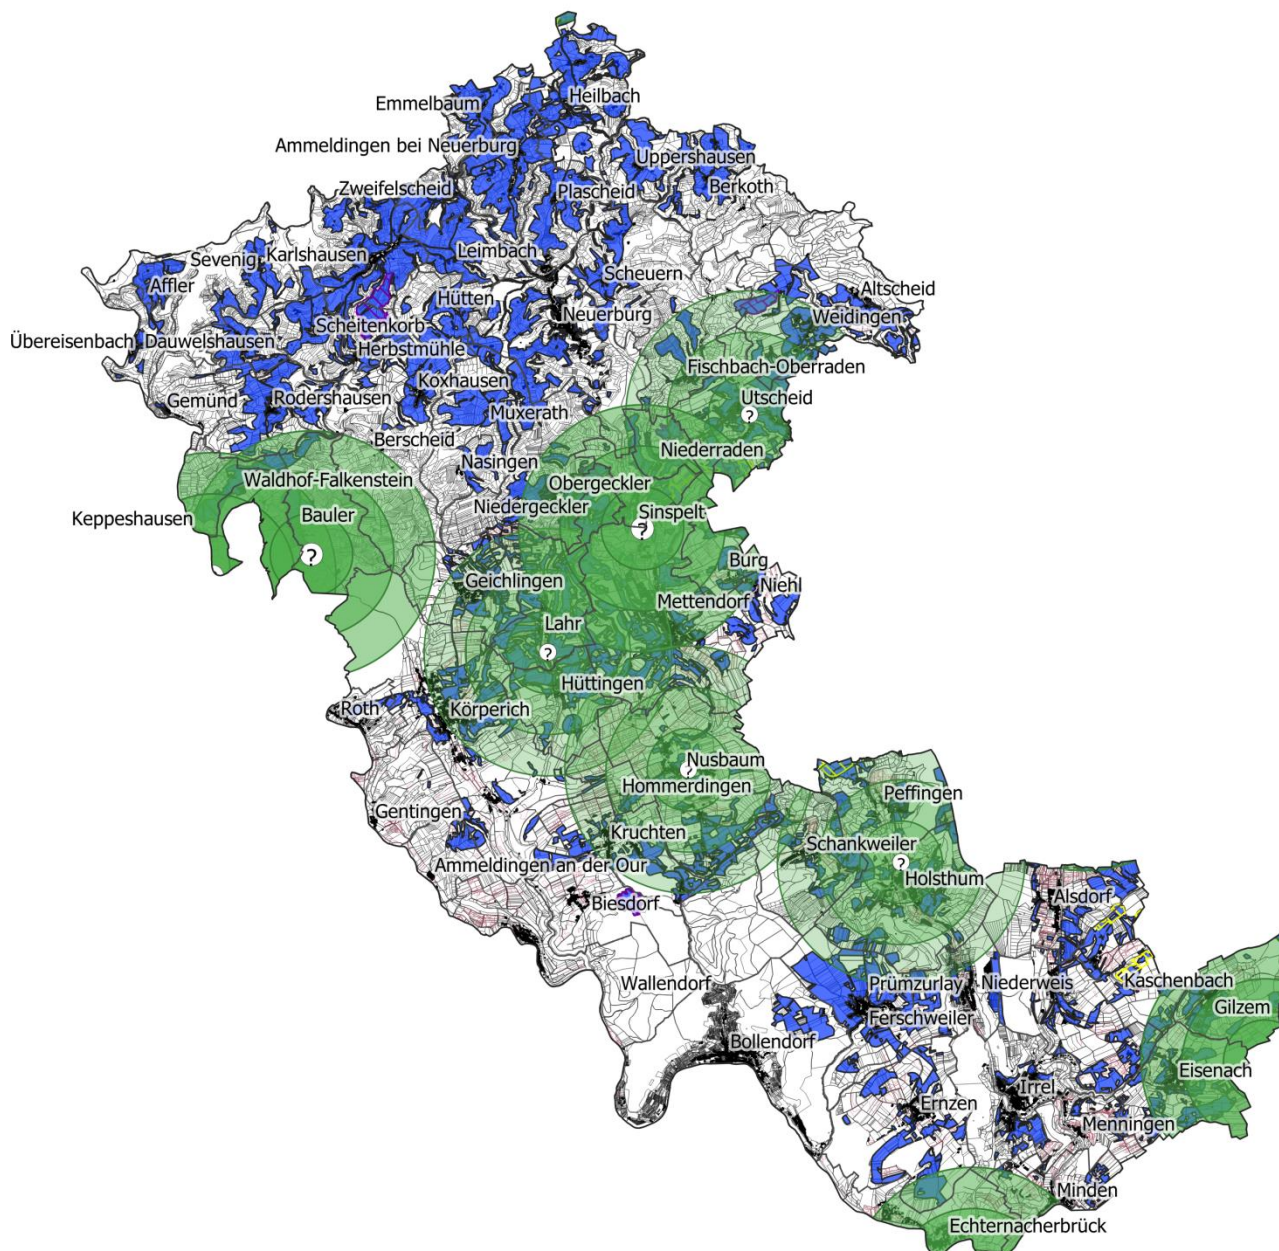 Heilbach
Emmelbaum
Ammeldingen bei Neuerburg
Uppershausen
Berkoth
Zweifelscheid
Plascheid
Leimbach
Karlshausen
Sevenig
Affler
Scheuern
Altscheid
Hütten
Neuerburg
Weidingen
Scheitenkorb
Übereisenbach
Dauwelshausen
Herbstmühle
Fischbach-Oberraden
Koxhausen
Utscheid
Gemünd
Rodershausen
?
Muxerath
Berscheid
Niederraden
Nasingen
Waldhof-Falkenstein
Obergeckler
Niedergeckler
Sinspelt
Keppeshausen
Bauler
?
?
Burg
Geichlingen
Niehl
Mettendorf
Lahr
?
Hüttingen
Roth
Körperich
Nusbaum
?
Hommerdingen
Peffingen
Gentingen
Kruchten
Schankweiler
Ammeldingen an der Our
?
Holsthum
Biesdorf
Alsdorf
Wallendorf
Prümzurlay
Niederweis
Kaschenbach
Gilzem
Ferschweiler
Bollendorf
Eisenach
Irrel
Ernzen
Menningen
Minden
Echternacherbrück